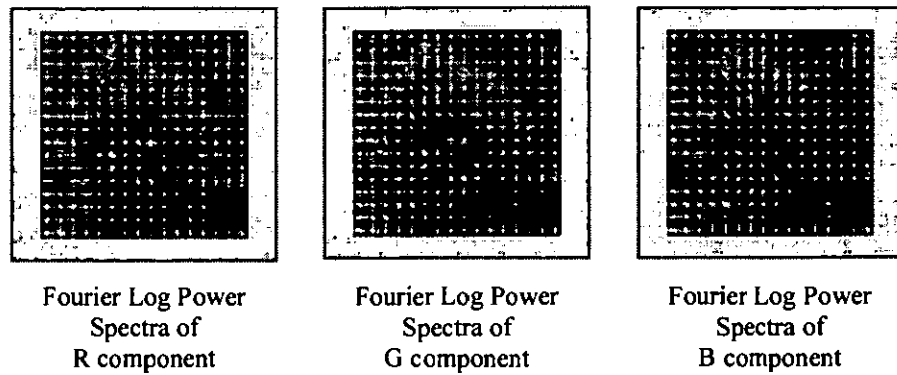 Fourier Log Power
Spectra of
R component
Fourier Log Power
Spectra of
G component
Fourier Log Power
Spectra of
B component